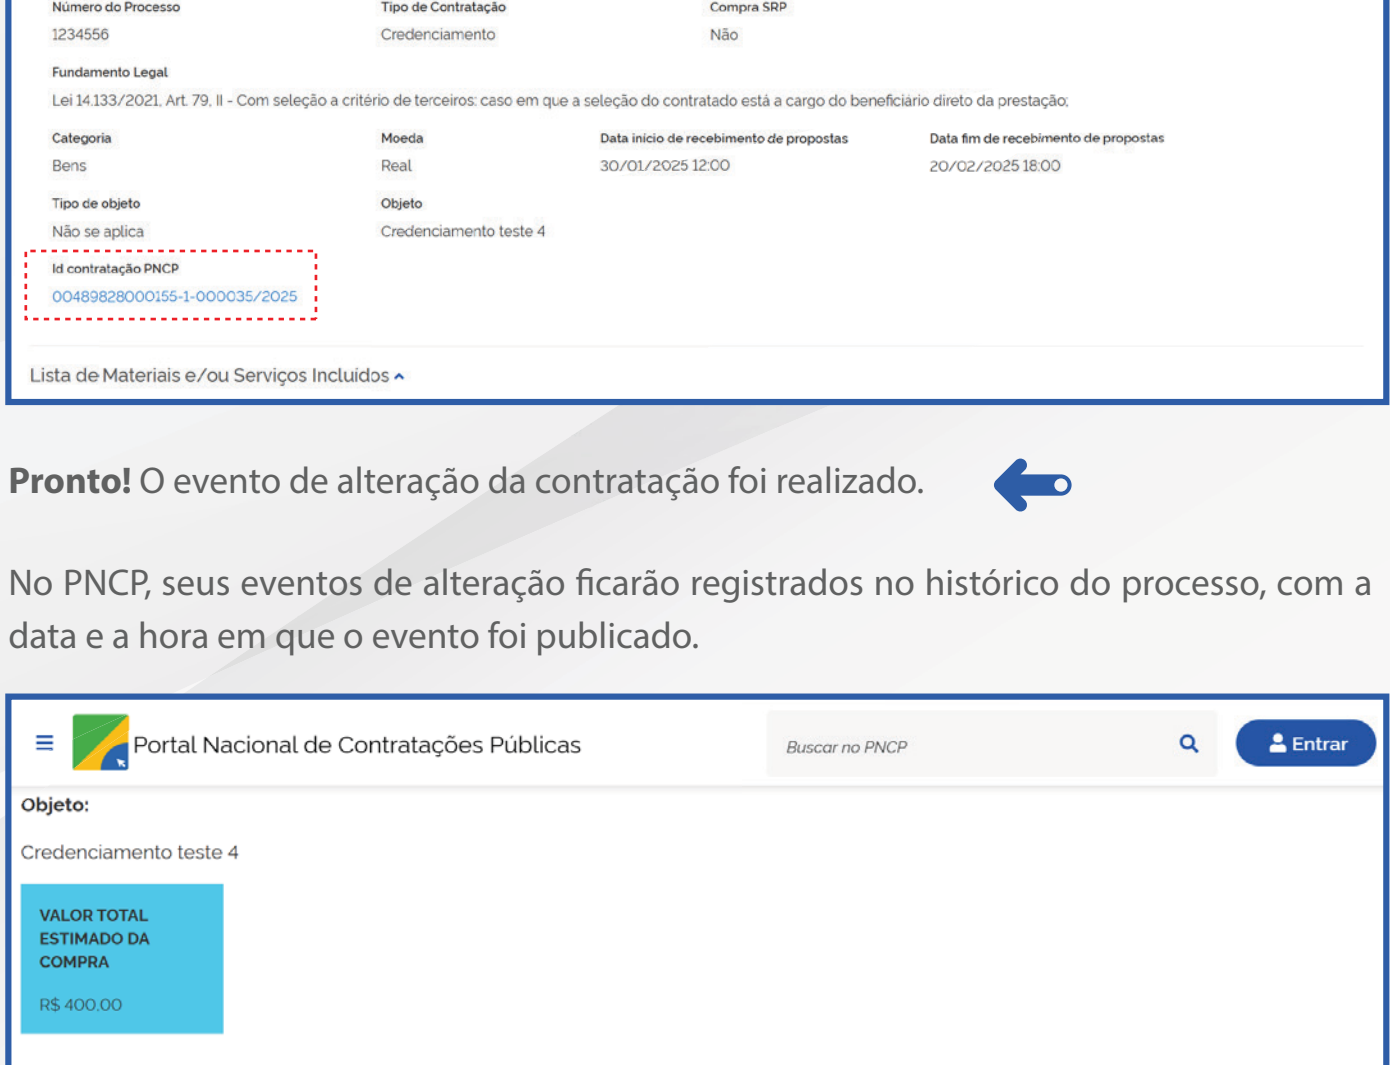 Número do Processo Tipo de Contratação Compra SRP
1234556 Credenciamento Não
Fundamento Legal
Lei 14.133/2021, Art. 79, II - Com seleção a critério de terceiros: caso em que a seleção do contratado está a cargo do beneficiário direto da prestação;
Categoria Moeda Data início de recebimento de propostas Data fim de recebimento de propostas
Bens Real 30/01/2025 12:00 20/02/2025 18:00
Tipo de objeto Objeto
Não se aplica Credenciamento teste 4
Id contratação PNCP
00489828000155-1-000035/2025
Lista de Materiais e/ou Serviços Incluídos
Pronto! O evento de alteração da contratação foi realizado.
No PNCP, seus eventos de alteração ficarão registrados no histórico do processo, com a
data e a hora em que o evento foi publicado.
Portal Nacional de Contratações Públicas Buscar no PNCP Entrar
Objeto:
Credenciamento teste 4
VALOR TOTAL
ESTIMADO DA
COMPRA
R$ 400,00